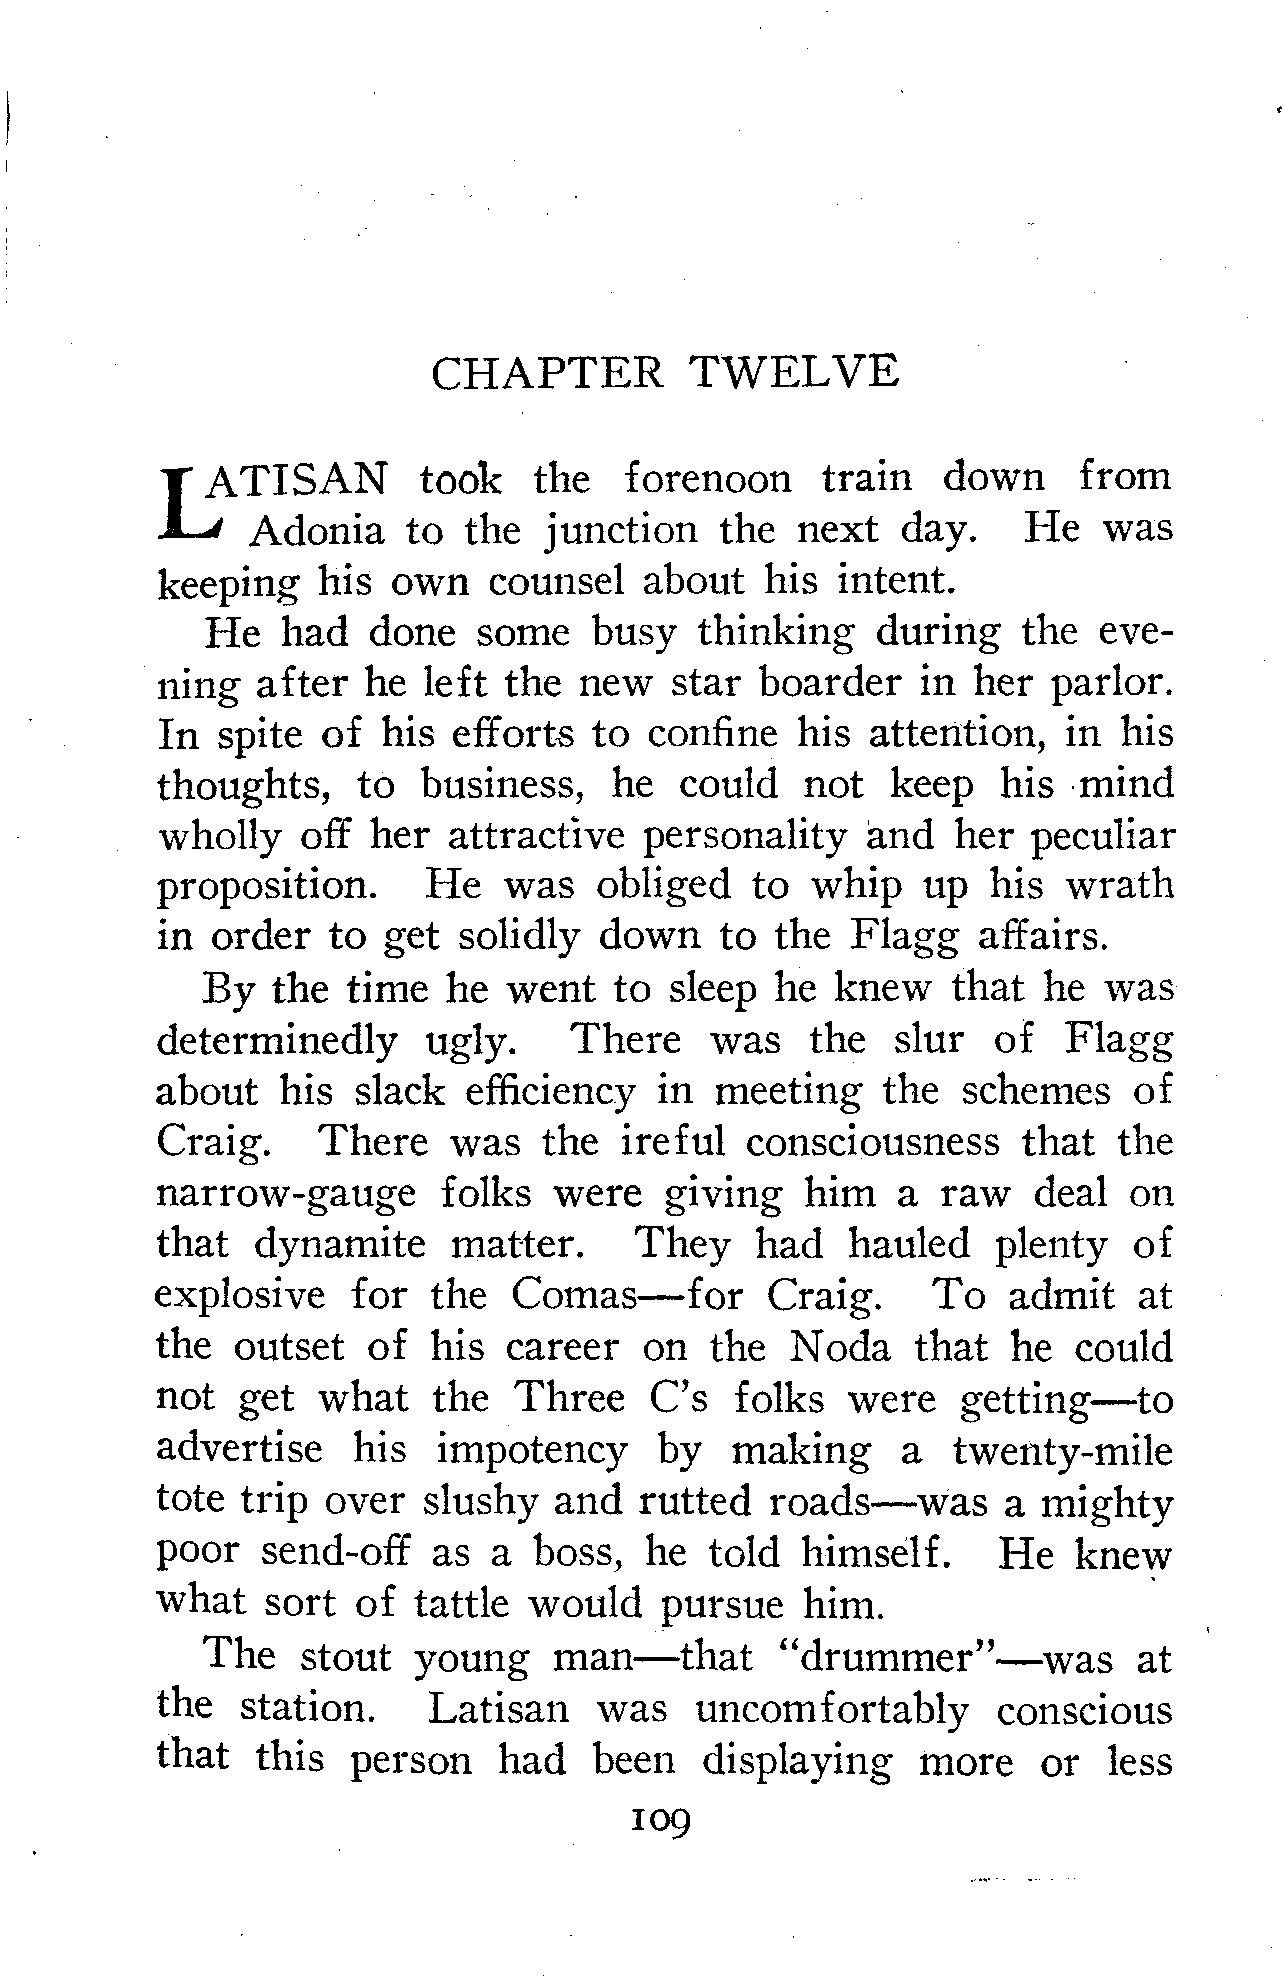 CHAPTER TWELVE
LATISAN took the forenoon train down from
Adonia to the junction the next day. He was
keeping his own counsel about his intent.
He had done some busy thinking during the eve-
ning after he left the new star boarder in her parlor.
In spite of his efforts to confine his attention, in his
thoughts, to business, he could not keep his mind
wholly off her attractive personality and her peculiar
proposition. He was obliged to whip up his wrath
in order to get solidly down to the Flagg affairs.
By the time he went to sleep he knew that he was
determinedly ugly. There was the slur of Flagg
about his slack efficiency in meeting the schemes of
Craig. There was the ireful consciousness that the
narrow-gauge folks were giving him a raw deal on
that dynamite matter. They had hauled plenty of
explosive for the Comas—for Craig. To admit at
the outset of his career on the Noda that he could
not get what the Three C's folks were getting—to
advertise his impotency by making a twenty-mile
tote trip over slushy and rutted roads—was a mighty
poor send-off as a boss, he told himself. He knew
what sort of tattle would pursue him.
The stout young man—that "drummer"—was at
the station. Latisan was uncomfortably conscious
that this person had been displaying more or less
109